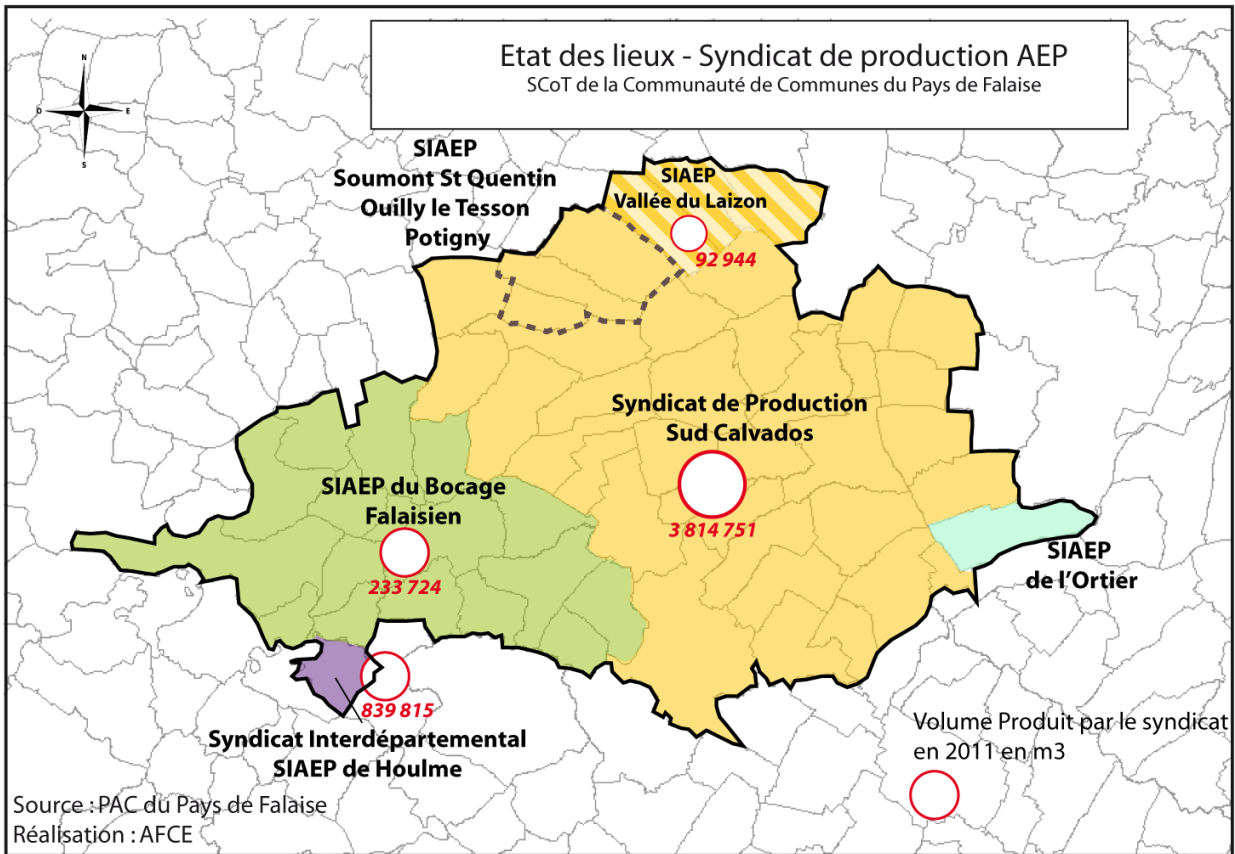 Etat des lieux - Syndicat de production AEP
SCoT de la Communauté de Communes du Pays de Falaise
N
O
E
S
SIAEP
Soumont St Quentin
Ouilly le Tesson
Potigny
SIAEP
Vallée du Laizon
92 944
Syndicat de Production
Sud Calvados
3 814 751
SIAEP du Bocage
Falaisien
233 724
SIAEP
de l'Ortier
839 815
Syndicat Interdépartemental
SIAEP de Houlme
Volume Produit par le syndicat
en 2011 en m3
Source : PAC du Pays de Falaise
Réalisation : AFCE